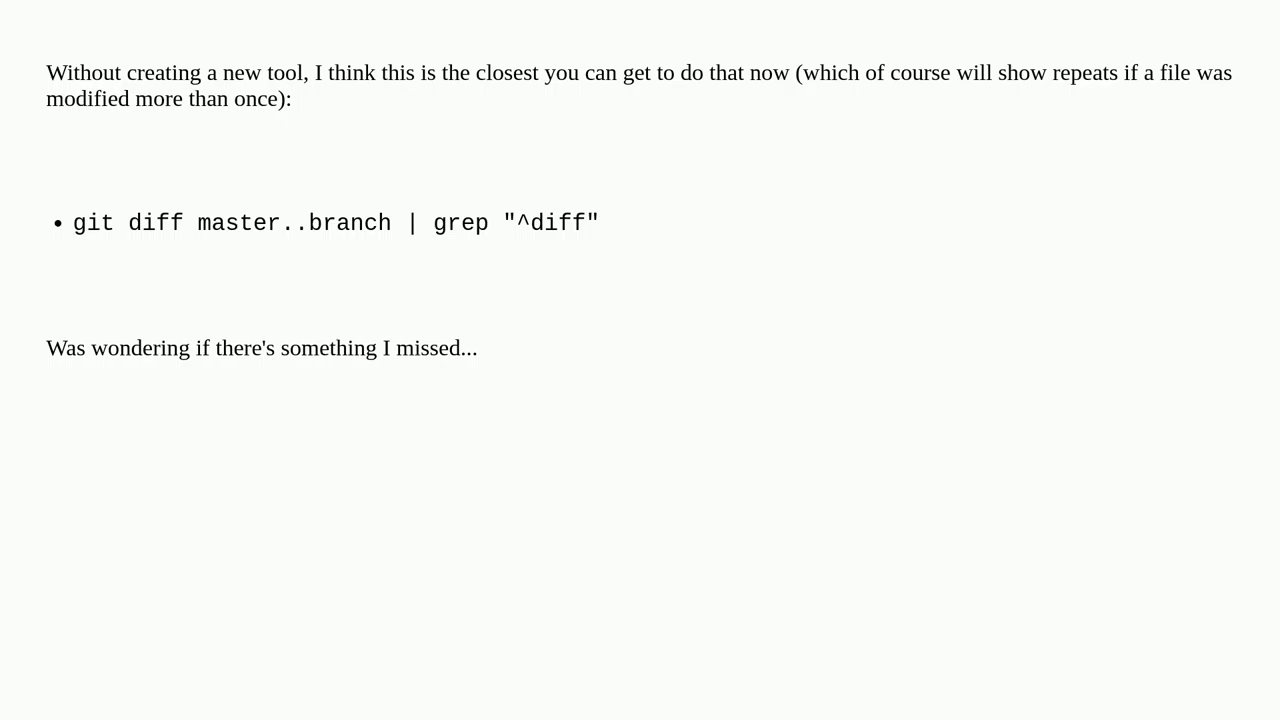 Without creating a new tool, I think this is the closest you can get to do that now (which of course will show repeats if a file was
modified more than once):
• git diff master..branch | grep "^diff"
Was wondering if there's something I missed...